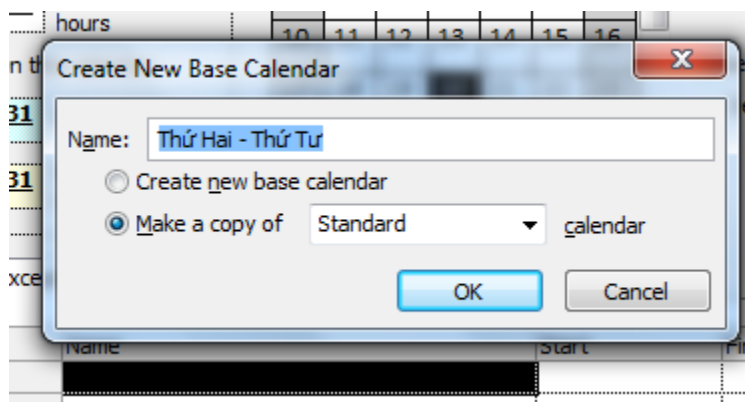 hours
10 11 12 13 14 15 16
Create New Base Calendar
31
Name: Thứ Hai - Thứ Tư
31
Create new base calendar
Make a copy of Standard calendar
OK Cancel
Name Start